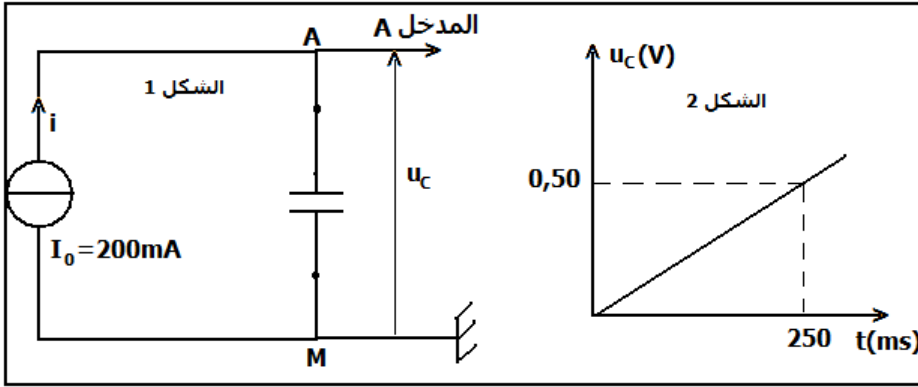 A المدخل A
الشكل 1
i
u_C
I₀=200mA
M
u_C(V)
الشكل 2
0,50
250 t(ms)